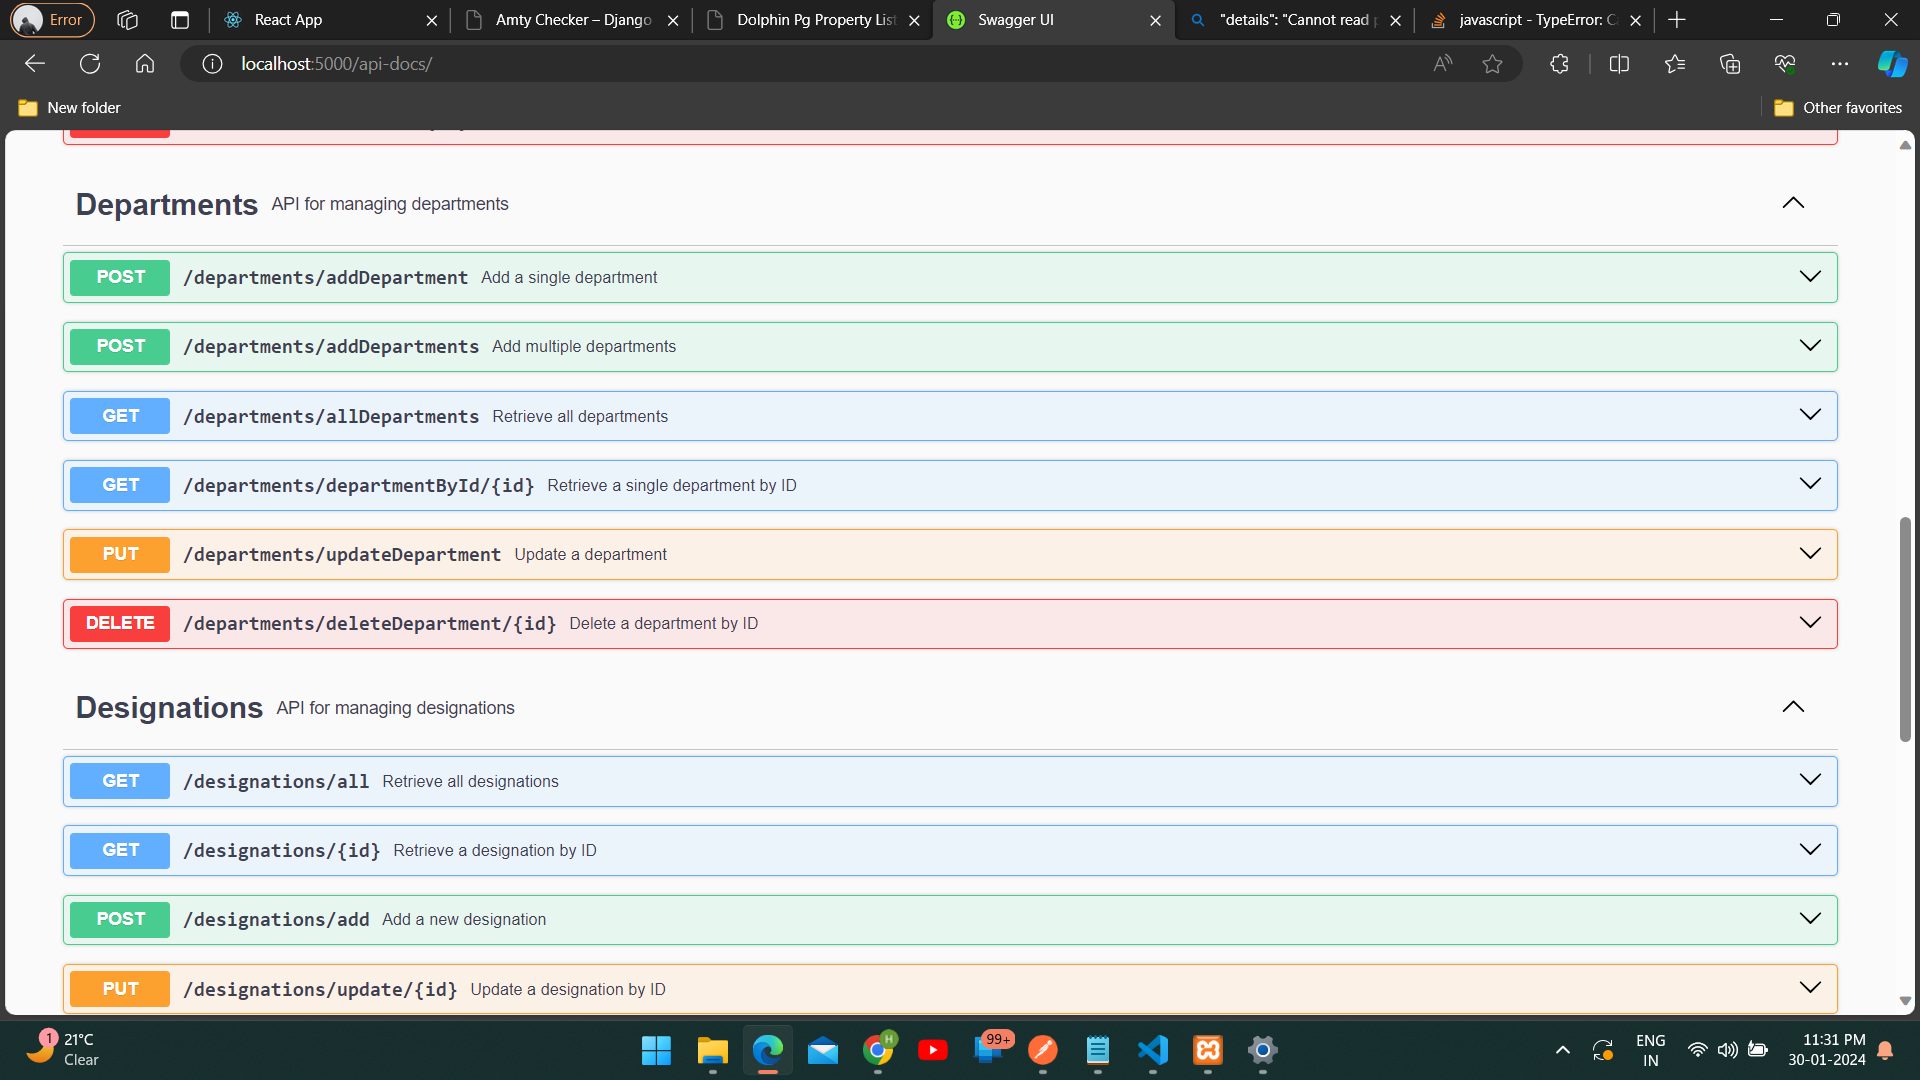 Error
React App
Amty Checker – Django
Dolphin Pg Property List
Swagger UI
"details": "Cannot read p
javascript - TypeError: C
localhost:5000/api-docs/
New folder
Other favorites
Departments API for managing departments
POST /departments/addDepartment Add a single department
POST /departments/addDepartments Add multiple departments
GET /departments/allDepartments Retrieve all departments
GET /departments/departmentById/{id} Retrieve a single department by ID
PUT /departments/updateDepartment Update a department
DELETE /departments/deleteDepartment/{id} Delete a department by ID
Designations API for managing designations
GET /designations/all Retrieve all designations
GET /designations/{id} Retrieve a designation by ID
POST /designations/add Add a new designation
PUT /designations/update/{id} Update a designation by ID
1
21°C
Clear
H
99+
ENG
IN
11:31 PM
30-01-2024